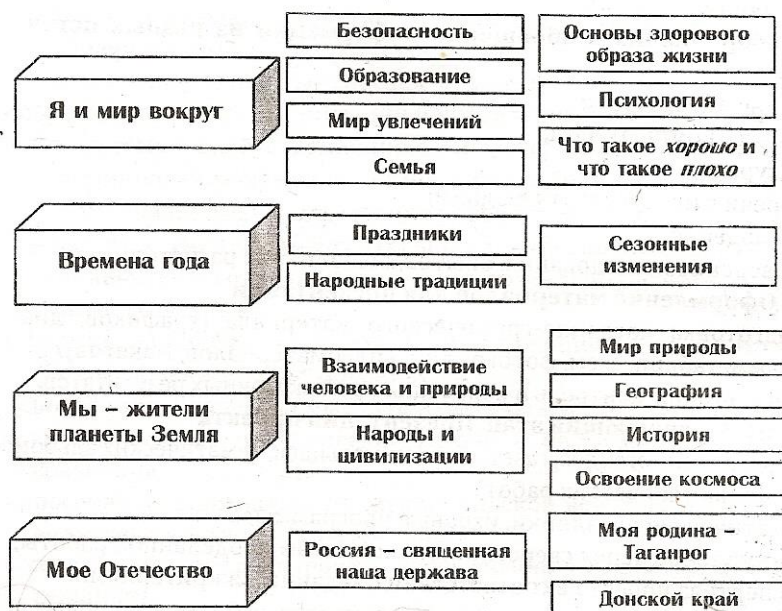 Я и мир вокруг
Безопасность
Образование
Мир увлечений
Семья
Основы здорового
образа жизни
Психология
Что такое хорошо и
что такое плохо
Времена года
Праздники
Народные традиции
Сезонные
изменения
Мы – жители
планеты Земля
Взаимодействие
человека и природы
Народы и
цивилизации
Мир природы
География
История
Освоение космоса
Мое Отечество
Россия – священная
наша держава
Моя родина –
Таганрог
Донской край